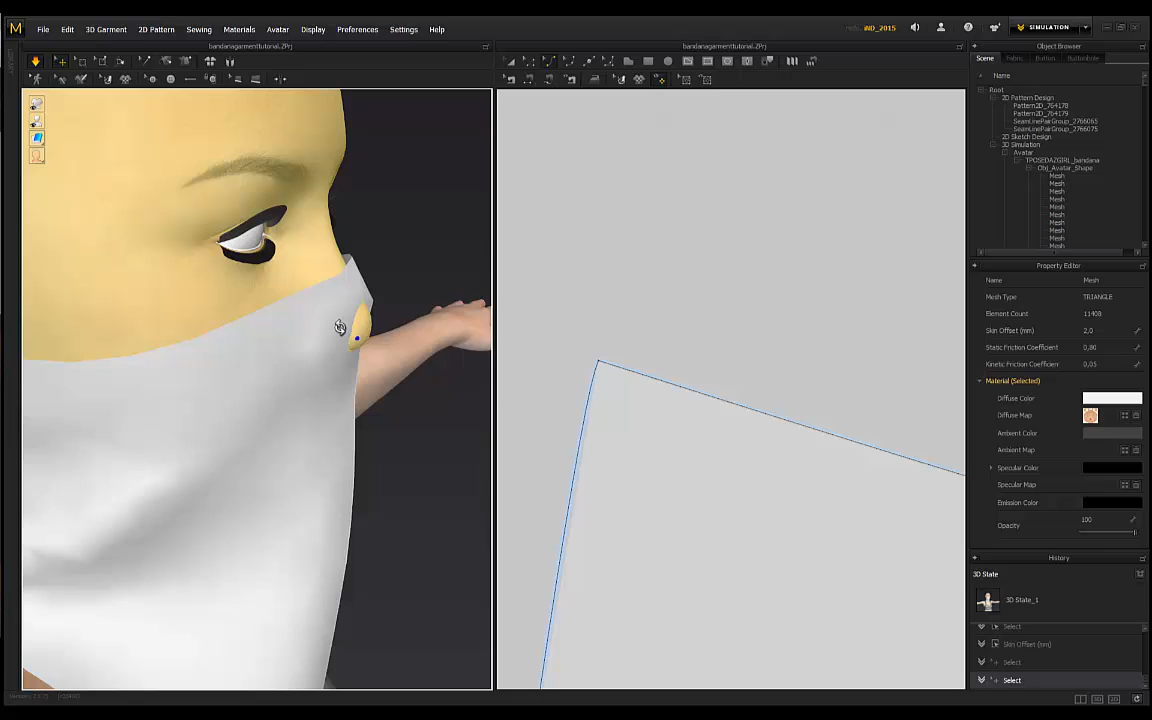 M File Edit 3D Garment 2D Pattern Sewing Materials Avatar Display Preferences Settings Help
iND_2015 SIMULATION
bandanagarmenttutorial.ZPrj
bandanagarmenttutorial.ZPrj
Object Browser
Scene Fabric Button Buttonhole
Name
Root
2D Pattern Design
Pattern2D_764178
Pattern2D_764179
SeamLinePairGroup_2766065
SeamLinePairGroup_2766075
2D Sketch Design
3D Simulation
Avatar
TPOSEDAZGIRL_bandana
Obj_Avatar_Shape
Mesh
Mesh
Mesh
Mesh
Mesh
Mesh
Mesh
Mesh
Mesh
Mesh
Property Editor
Name Mesh
Mesh Type TRIANGLE
Element Count 11408
Skin Offset (mm) 2,0
Static Friction Coefficient 0,80
Kinetic Friction Coefficien 0,05
Material (Selected)
Diffuse Color
Diffuse Map
Ambient Color
Ambient Map
Specular Color
Specular Map
Emission Color
Opacity 100
History
3D State
3D State_1
Select
Skin Offset (mm)
Select
Select